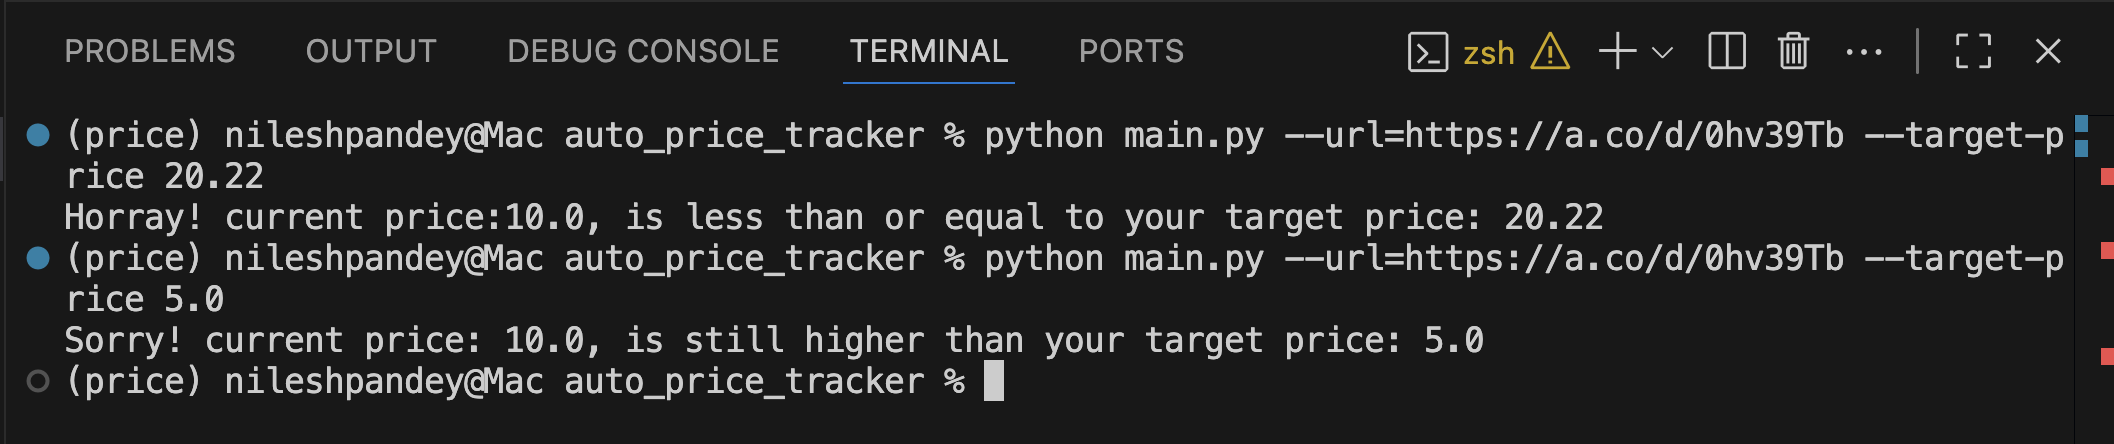 PROBLEMS OUTPUT DEBUG CONSOLE TERMINAL PORTS zsh
(price) nileshpandey@Mac auto_price_tracker % python main.py --url=https://a.co/d/0hv39Tb --target-p
rice 20.22
Horray! current price:10.0, is less than or equal to your target price: 20.22
(price) nileshpandey@Mac auto_price_tracker % python main.py --url=https://a.co/d/0hv39Tb --target-p
rice 5.0
Sorry! current price: 10.0, is still higher than your target price: 5.0
(price) nileshpandey@Mac auto_price_tracker %